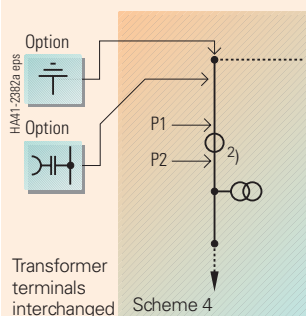 Option
HA41-2382a eps
Option
P1
P2
2)
Transformer
terminals
interchanged
Scheme 4